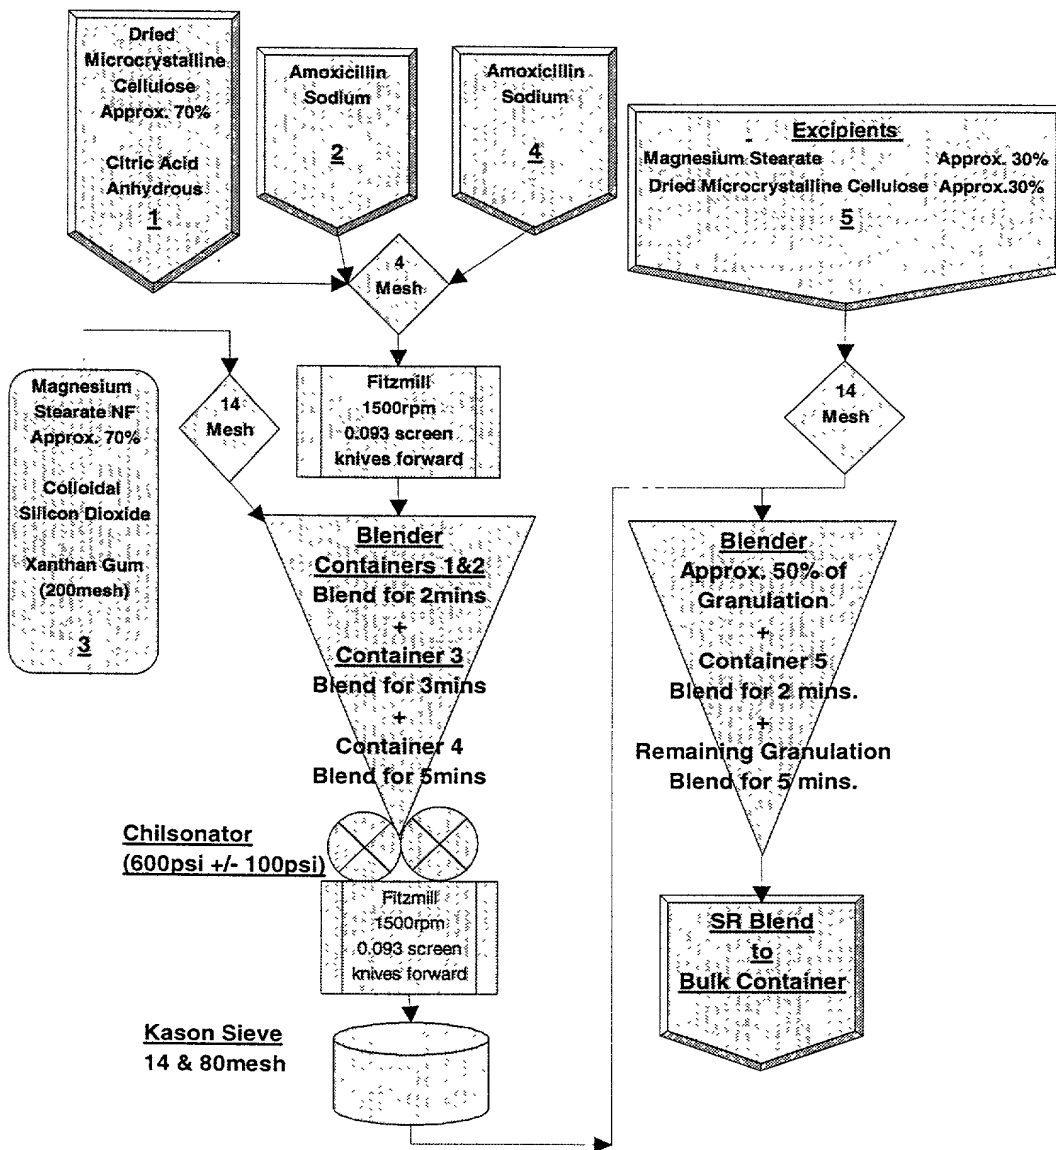 Dried
Microcrystalline
Cellulose
Approx. 70%
Citric Acid
Anhydrous
1
Amoxicillin
Sodium
2
Amoxicillin
Sodium
4
Excipients
Magnesium Stearate Approx. 30%
Dried Microcrystalline Cellulose Approx.30%
5
4
Mesh
14
Mesh
Magnesium
Stearate NF
Approx. 70%
Colloidal
Silicon Dioxide
Xanthan Gum
(200mesh)
3
Fitzmill
1500rpm
0.093 screen
knives forward
14
Mesh
Blender
Containers 1&2
Blend for 2mins
+
Container 3
Blend for 3mins
+
Container 4
Blend for 5mins
Blender
Approx. 50% of
Granulation
+
Container 5
Blend for 2 mins.
+
Remaining Granulation
Blend for 5 mins.
Chilsonator
(600psi +/- 100psi)
Fitzmill
1500rpm
0.093 screen
knives forward
SR Blend
to
Bulk Container
Kason Sieve
14 & 80mesh